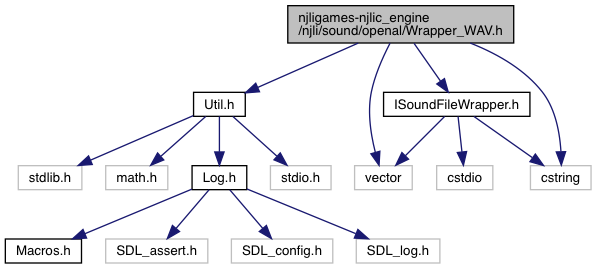 njligames-njlic_engine
/njli/sound/openal/Wrapper_WAV.h
Util.h
ISoundFileWrapper.h
stdlib.h
math.h
Log.h
stdio.h
vector
cstdio
cstring
Macros.h
SDL_assert.h
SDL_config.h
SDL_log.h